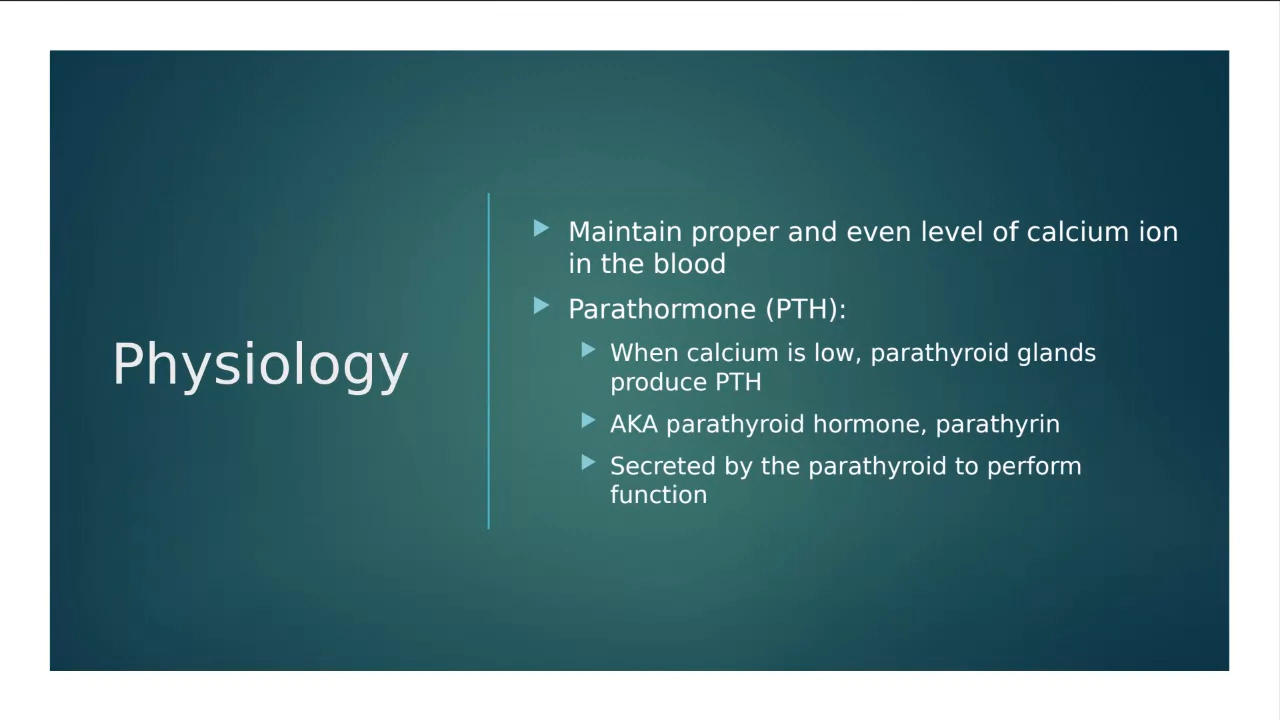 Physiology
Maintain proper and even level of calcium ion
in the blood
Parathormone (PTH):
When calcium is low, parathyroid glands
produce PTH
AKA parathyroid hormone, parathyrin
Secreted by the parathyroid to perform
function